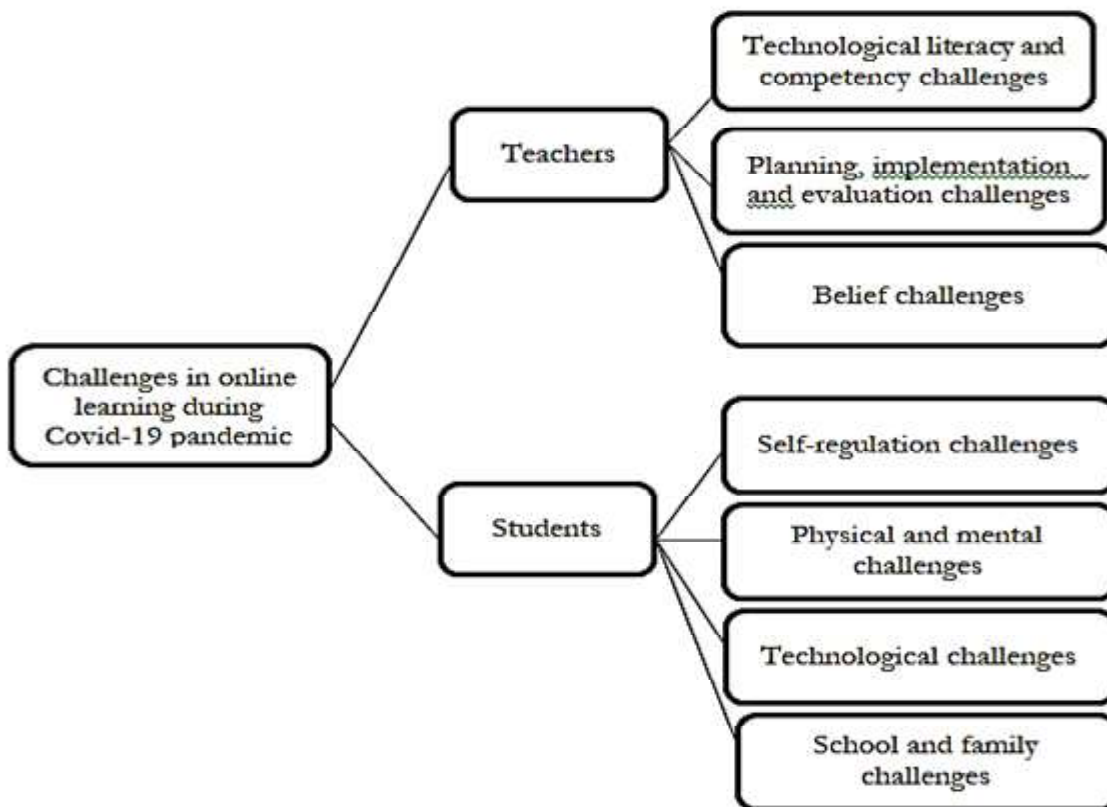 Technological literacy and
competency challenges
Teachers
Planning, implementation
and evaluation challenges
Belief challenges
Challenges in online
learning during
Covid-19 pandemic
Self-regulation challenges
Students
Physical and mental
challenges
Technological challenges
School and family
challenges